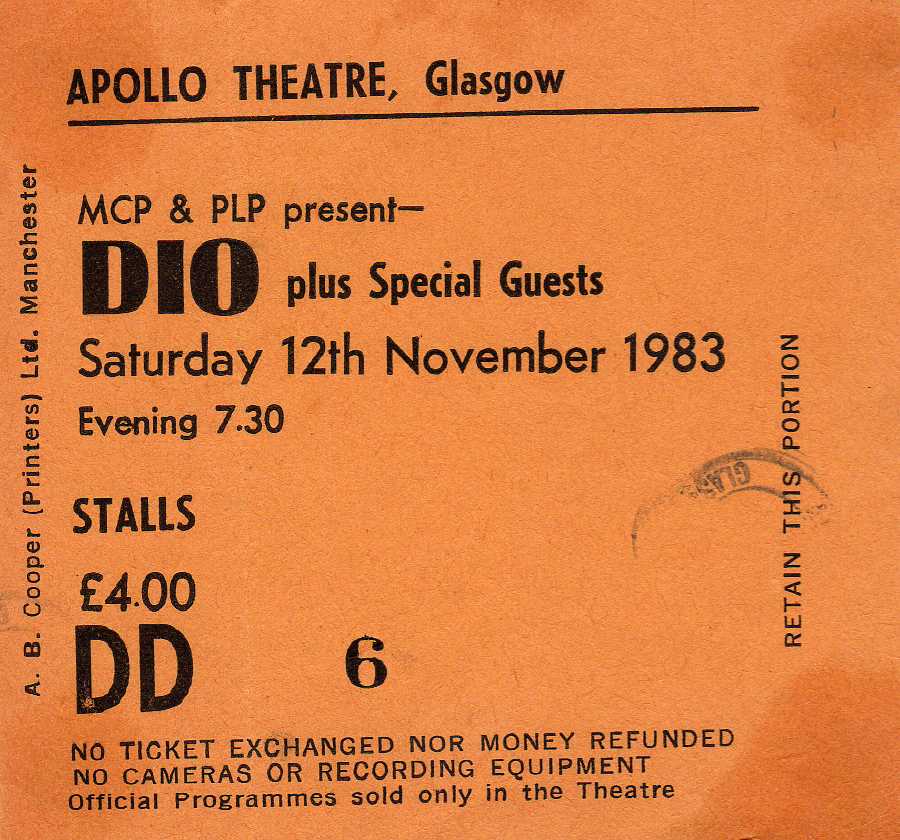 APOLLO THEATRE, Glasgow
MCP & PLP present—
DIO plus Special Guests
Saturday 12th November 1983
Evening 7.30
STALLS
£4.00
DD 6
NO TICKET EXCHANGED NOR MONEY REFUNDED
NO CAMERAS OR RECORDING EQUIPMENT
Official Programmes sold only in the Theatre
A. B. Cooper (Printers) Ltd. Manchester
RETAIN THIS PORTION